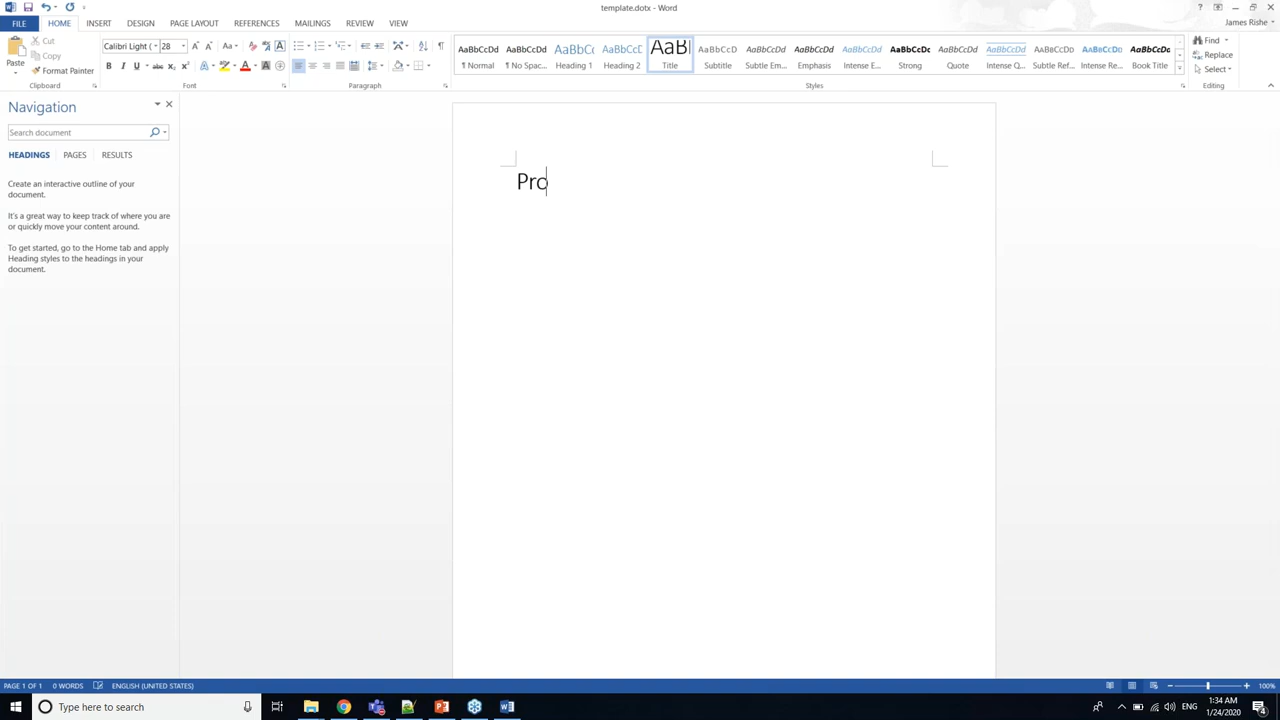 template.dotx - Word
James Rishe
FILE HOME INSERT DESIGN PAGE LAYOUT REFERENCES MAILINGS REVIEW VIEW
Paste
Cut
Copy
Format Painter
Clipboard
Calibri Light ( 28
Font
Paragraph
AaBbCcDd AaBbCcDd AaBbCc AaBbCcD AaB AaBbCcD AaBbCcDd AaBbCcDd AaBbCcDd AaBbCcDc AaBbCcDd AaBbCcDd AaBbCcDd AaBbCcDd AaBbCcDd
¶ Normal ¶ No Spac... Heading 1 Heading 2 Title Subtitle Subtle Em... Emphasis Intense E... Strong Quote Intense Q... Subtle Ref... Intense Re... Book Title
Styles
Find
Replace
Select
Editing
Navigation
Search document
HEADINGS PAGES RESULTS
Create an interactive outline of your
document.
It's a great way to keep track of where you are
or quickly move your content around.
To get started, go to the Home tab and apply
Heading styles to the headings in your
document.
Pro
PAGE 1 OF 1 0 WORDS ENGLISH (UNITED STATES)
100%
Type here to search
ENG
1:34 AM
1/24/2020
4